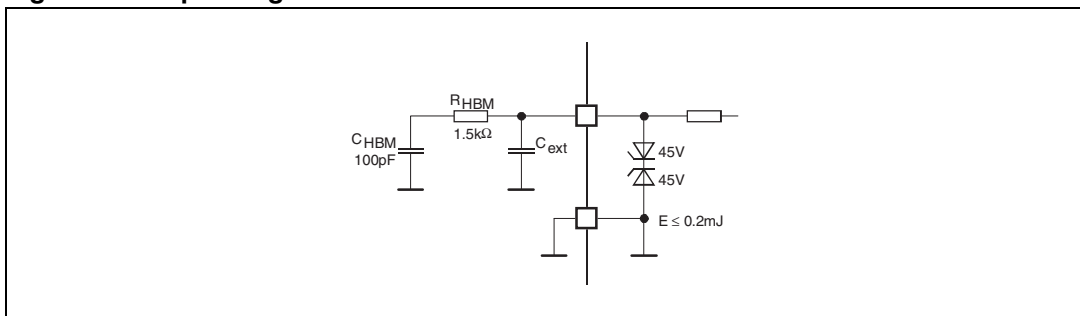 R HBM
1.5kΩ
C HBM
100pF
C ext
45V
45V
E ≤ 0.2mJ